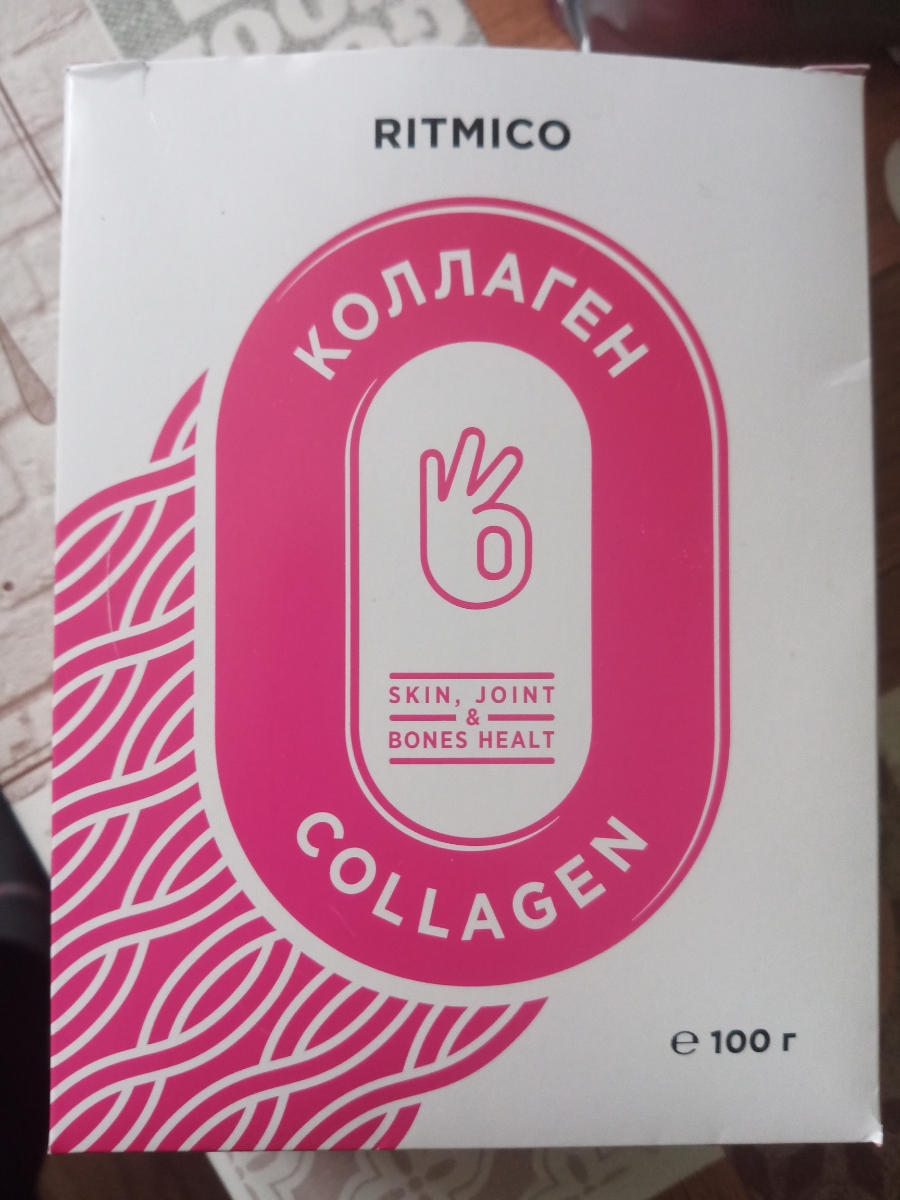 RITMICO
КОЛЛАГЕН
SKIN, JOINT
&
BONES HEALT
COLLAGEN
℮ 100 г